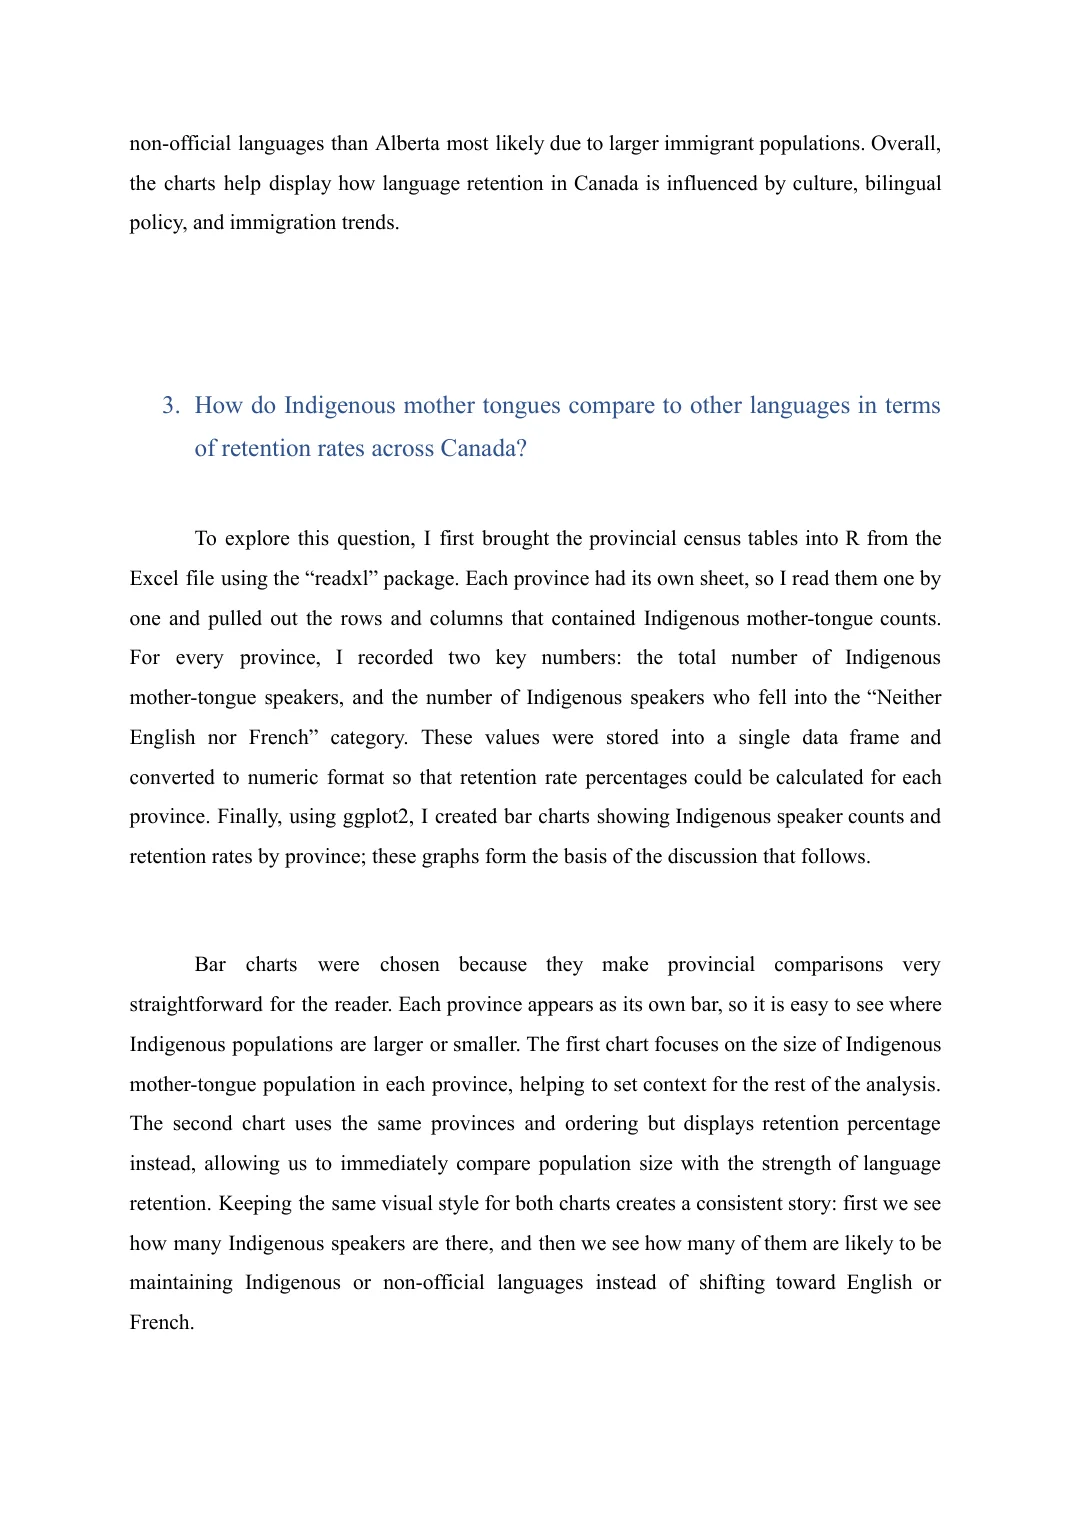 non-official languages than Alberta most likely due to larger immigrant populations. Overall,
the charts help display how language retention in Canada is influenced by culture, bilingual
policy, and immigration trends.
3. How do Indigenous mother tongues compare to other languages in terms
of retention rates across Canada?
To explore this question, I first brought the provincial census tables into R from the
Excel file using the “readxl” package. Each province had its own sheet, so I read them one by
one and pulled out the rows and columns that contained Indigenous mother-tongue counts.
For every province, I recorded two key numbers: the total number of Indigenous
mother-tongue speakers, and the number of Indigenous speakers who fell into the “Neither
English nor French” category. These values were stored into a single data frame and
converted to numeric format so that retention rate percentages could be calculated for each
province. Finally, using ggplot2, I created bar charts showing Indigenous speaker counts and
retention rates by province; these graphs form the basis of the discussion that follows.
Bar charts were chosen because they make provincial comparisons very
straightforward for the reader. Each province appears as its own bar, so it is easy to see where
Indigenous populations are larger or smaller. The first chart focuses on the size of Indigenous
mother-tongue population in each province, helping to set context for the rest of the analysis.
The second chart uses the same provinces and ordering but displays retention percentage
instead, allowing us to immediately compare population size with the strength of language
retention. Keeping the same visual style for both charts creates a consistent story: first we see
how many Indigenous speakers are there, and then we see how many of them are likely to be
maintaining Indigenous or non-official languages instead of shifting toward English or
French.